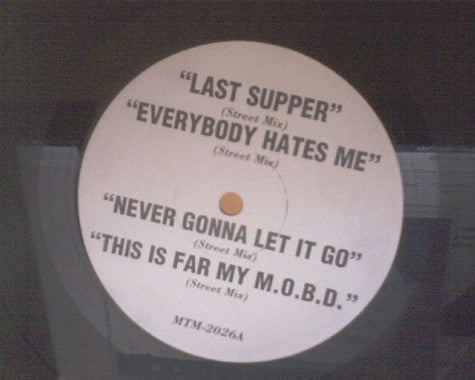 “LAST SUPPER”
(Street Mix)
“EVERYBODY HATES ME”
(Street Mix)
“NEVER GONNA LET IT GO”
(Street Mix)
“THIS IS FAR MY M.O.B.D.”
(Street Mix)
MTM-2026A